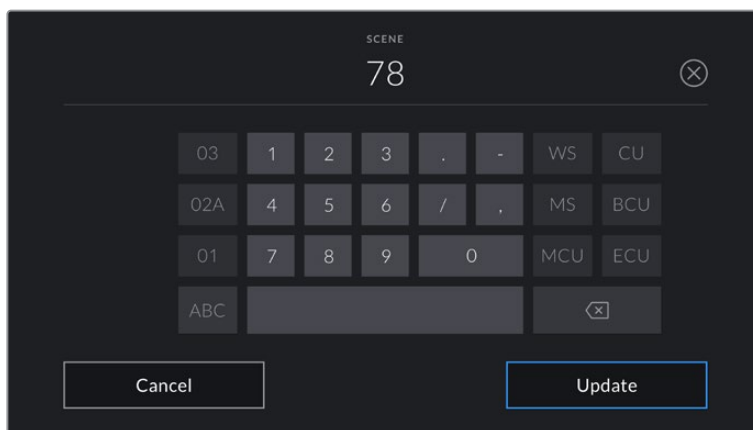 SCENE
78
03 1 2 3 . - WS CU
02A 4 5 6 / , MS BCU
01 7 8 9 0 MCU ECU
ABC
Cancel Update